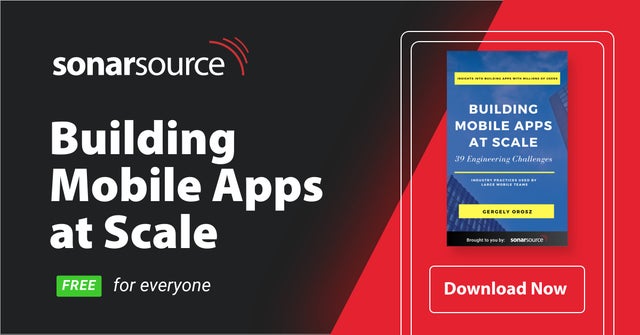 sonarsource
Building
Mobile Apps
at Scale
FREE for everyone
INSIGHTS INTO BUILDING APPS WITH MILLIONS OF USERS
BUILDING
MOBILE APPS
AT SCALE
39 Engineering Challenges
INDUSTRY PRACTICES USED BY
LARGE MOBILE TEAMS
GERGELY OROSZ
Brought to you by: sonarsource
Download Now